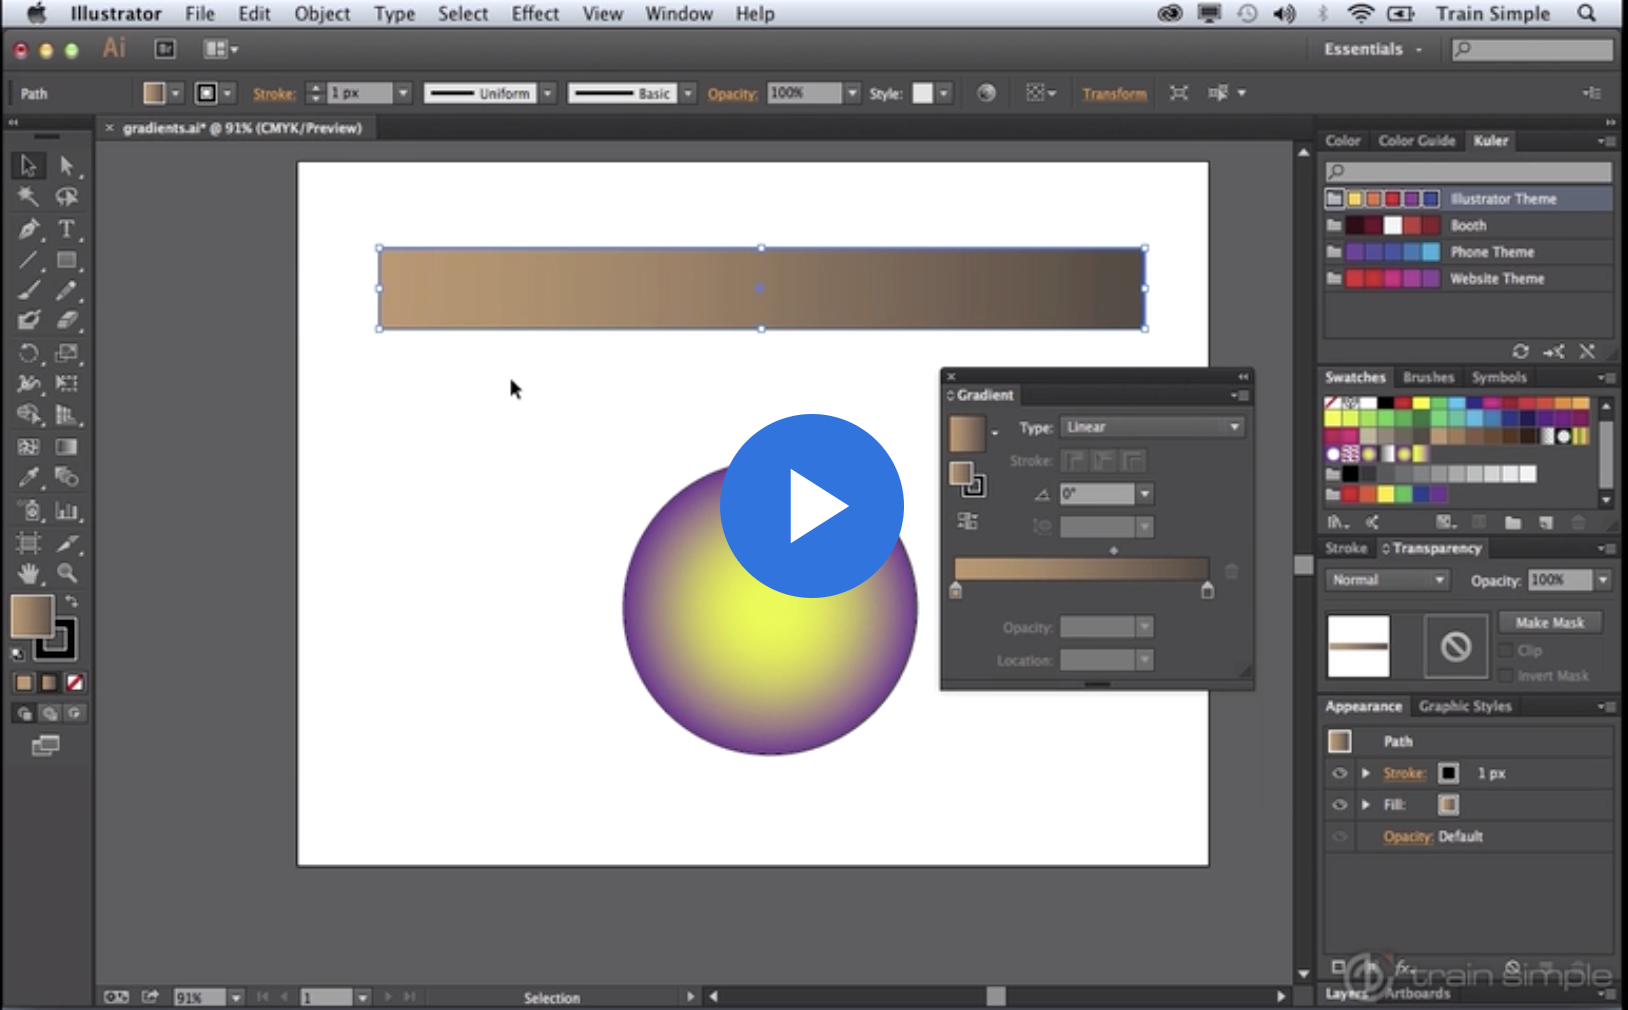 Illustrator File Edit Object Type Select Effect View Window Help Train Simple
Ai Br Essentials
Path Stroke: 1 px Uniform Basic Opacity: 100% Style: Transform
× gradients.ai* @ 91% (CMYK/Preview)
Color Color Guide Kuler
Illustrator Theme
Booth
Phone Theme
Website Theme
Swatches Brushes Symbols
Gradient
Type: Linear
Stroke:
0°
Opacity:
Location:
Stroke Transparency
Normal Opacity: 100%
Make Mask
Clip
Invert Mask
Appearance Graphic Styles
Path
Stroke: 1 px
Fill:
Opacity: Default
fx
train simple
Layers Artboards
91% 1 Selection